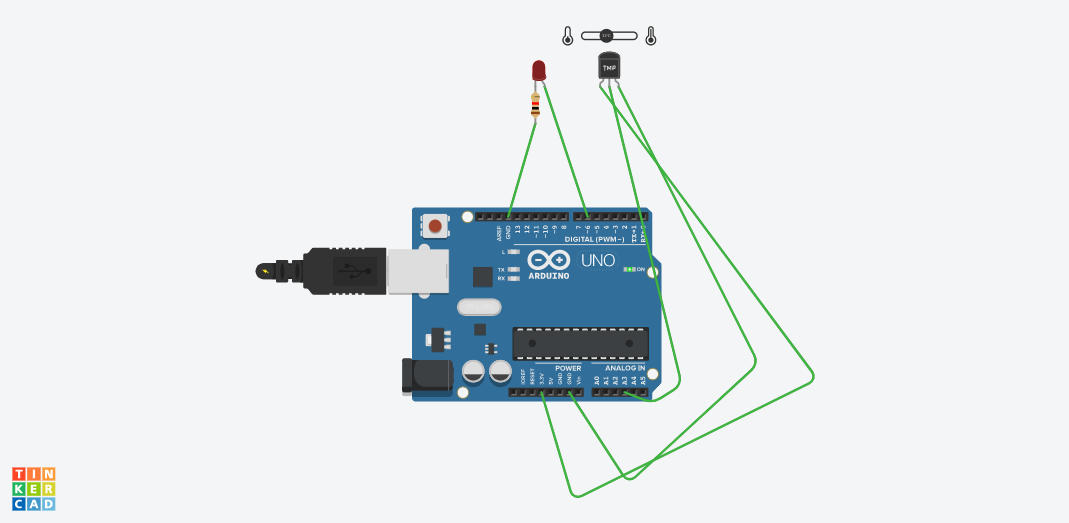 TMP
AREF
GND
13
12
~11
~10
~9
8
7
~6
~5
4
~3
2
TX→1
DIGITAL (PWM~)
L
TX
RX
UNO
ARDUINO
ON
POWER
ANALOG IN
IOREF
RESET
3.3V
5V
GND
GND
Vin
A0
A1
A2
A3
A4
A5
TIN
KER
CAD